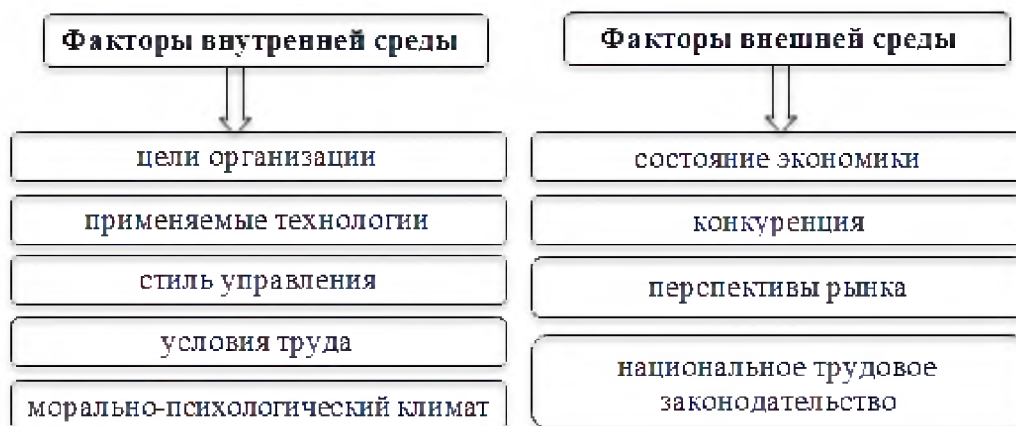 Факторы внутренней среды
цели организации
применяемые технологии
стиль управления
условия труда
морально-психологический климат
Факторы внешней среды
состояние экономики
конкуренция
перспективы рынка
национальное трудовое
законодательство